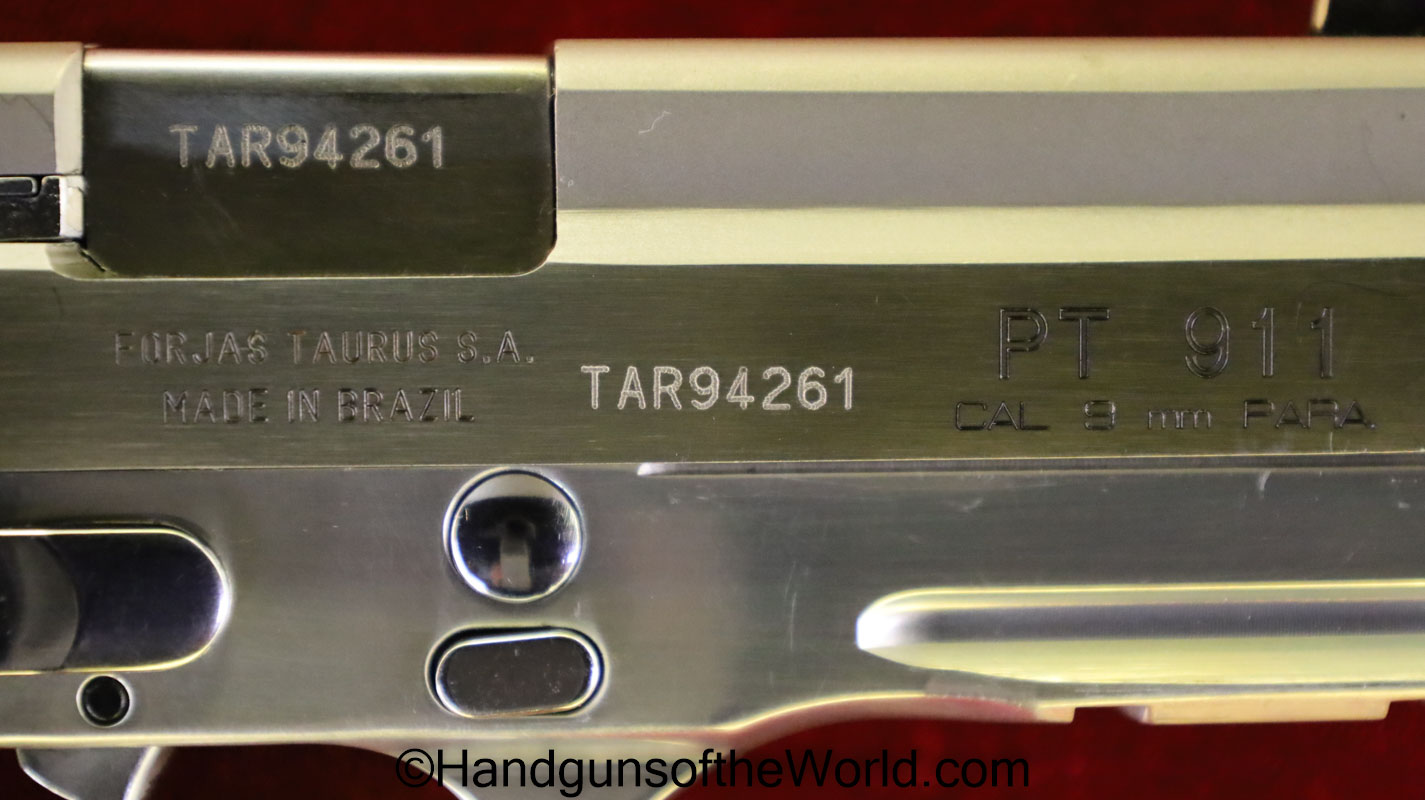 TAR94261
FORJAS TAURUS S.A.
MADE IN BRAZIL
TAR94261
PT 911
CAL 9 mm PARA.
©HandgunsoftheWorld.com